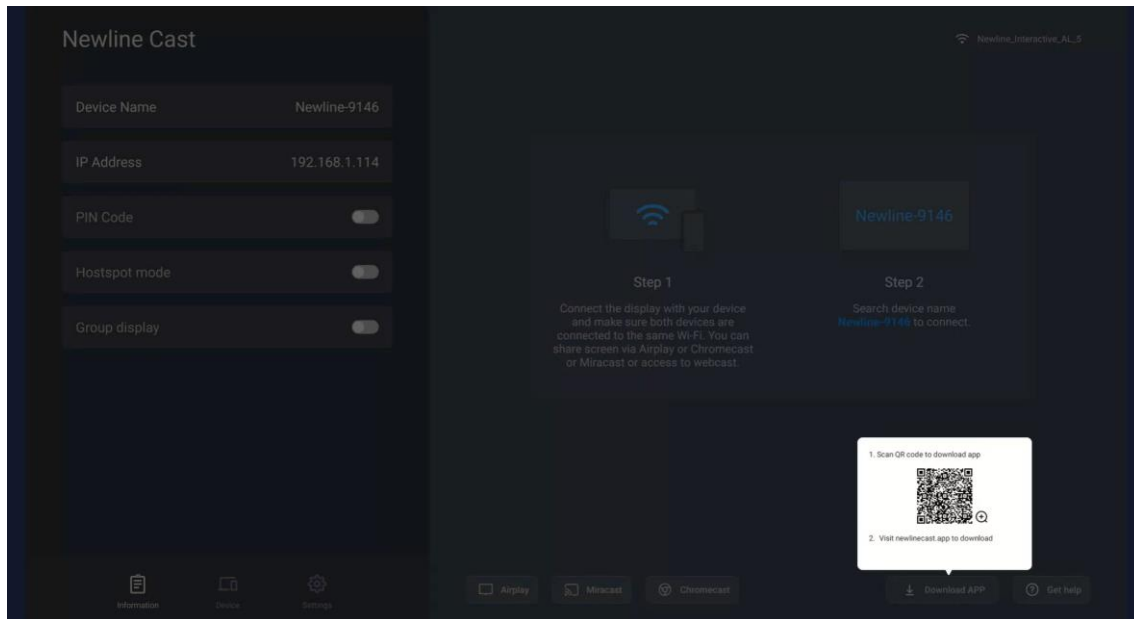 Newline Cast
Newline_Interactive_AL_5
Device Name
Newline-9146
IP Address
192.168.1.114
PIN Code
Hostspot mode
Group display
Newline-9146
Step 1
Connect the display with your device
and make sure both devices are
connected to the same Wi-Fi. You can
share screen via Airplay or Chromecast
or Miracast or access to webcast.
Step 2
Search device name
Newline-9146 to connect.
1. Scan QR code to download app
2. Visit newlinecast.app to download
Information
Device
Settings
Airplay
Miracast
Chromecast
Download APP
Get help